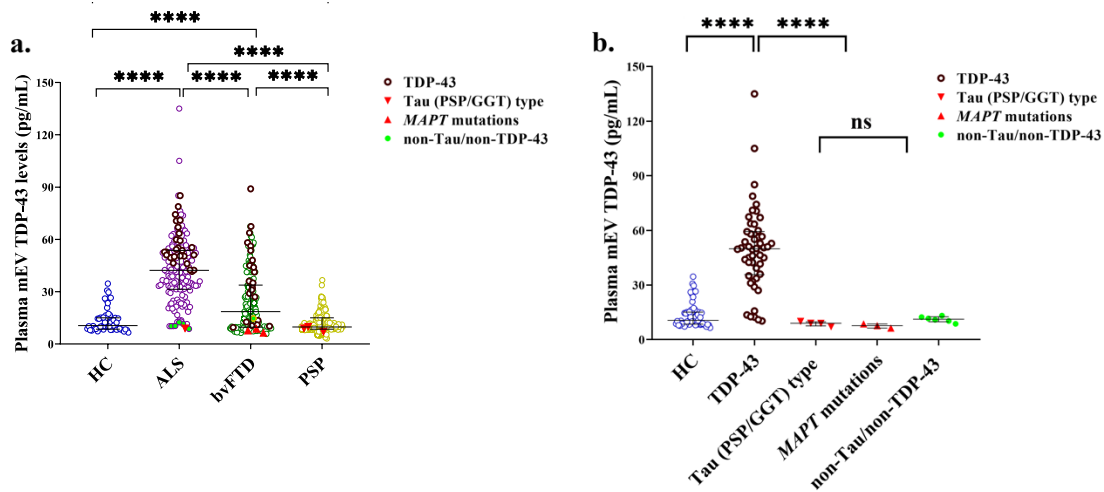 a.
****
****
**** **** ****
Plasma mEV TDP-43 levels (pg/mL)
150
120
90
60
30
0
HC
ALS
bvFTD
PSP
TDP-43
Tau (PSP/GGT) type
MAPT mutations
non-Tau/non-TDP-43
b.
**** ****
ns
Plasma mEV TDP-43 (pg/mL)
150
120
90
60
30
0
HC
TDP-43
Tau (PSP/GGT) type
MAPT mutations
non-Tau/non-TDP-43
TDP-43
Tau (PSP/GGT) type
MAPT mutations
non-Tau/non-TDP-43